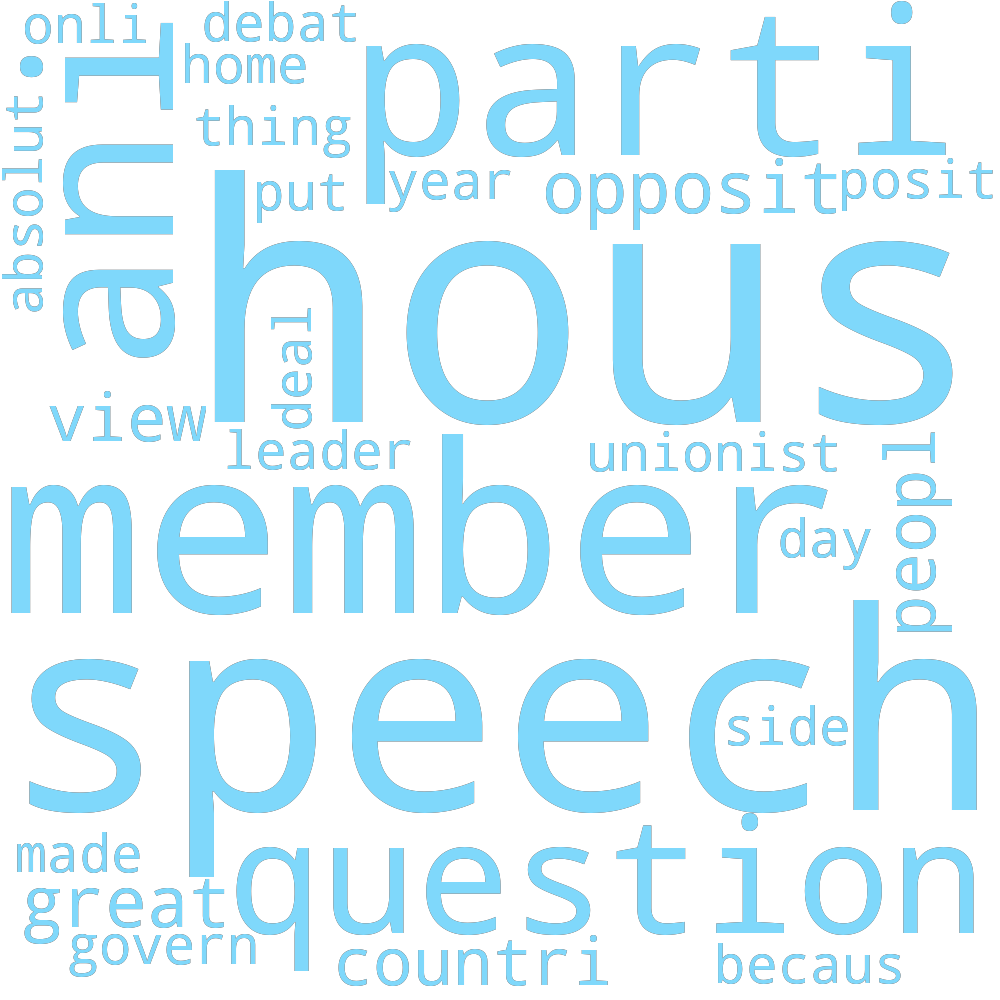 onli
debat
parti
home
ani
absolut
thing
put
year
opposit
posit
hous
deal
view
leader
unionist
peopl
member
day
speech
side
question
made
great
govern
countri
becaus